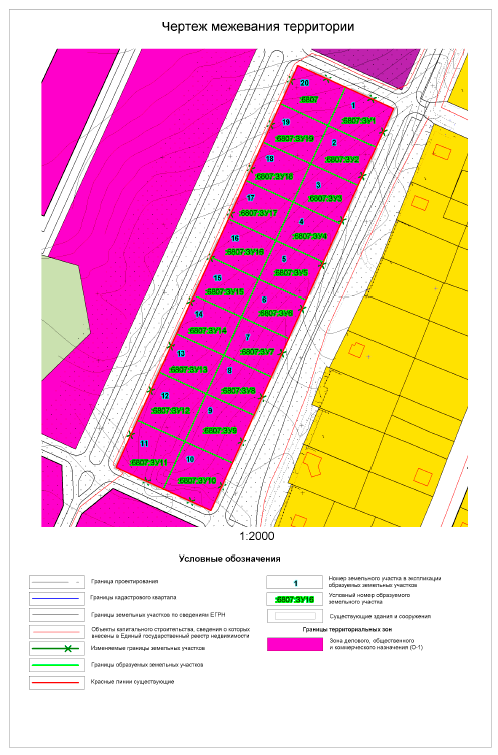 Чертеж межевания территории
20
:6807
1
:6807:ЗУ1
19
:6807:ЗУ19
2
:6807:ЗУ2
18
:6807:ЗУ18
3
:6807:ЗУ3
17
:6807:ЗУ17
4
:6807:ЗУ4
16
:6807:ЗУ16
5
:6807:ЗУ5
15
:6807:ЗУ15
6
:6807:ЗУ6
14
:6807:ЗУ14
7
:6807:ЗУ7
13
:6807:ЗУ13
8
:6807:ЗУ8
12
:6807:ЗУ12
9
:6807:ЗУ9
11
:6807:ЗУ11
10
:6807:ЗУ10
1:2000
Условные обозначения
Граница проектирования
Границы кадастрового квартала
Границы земельных участков по сведениям ЕГРН
Объекты капитального строительства, сведения о которых
внесены в Единый государственный реестр недвижимости
Изменяемые границы земельных участков
Границы образуемых земельных участков
Красные линии существующие
1
Номер земельного участка в экспликации
образуемых земельных участков
:6807:ЗУ16
Условный номер образуемого
земельного участка
Существующие здания и сооружения
Границы территориальных зон
Зона делового, общественного
и коммерческого назначения (О-1)